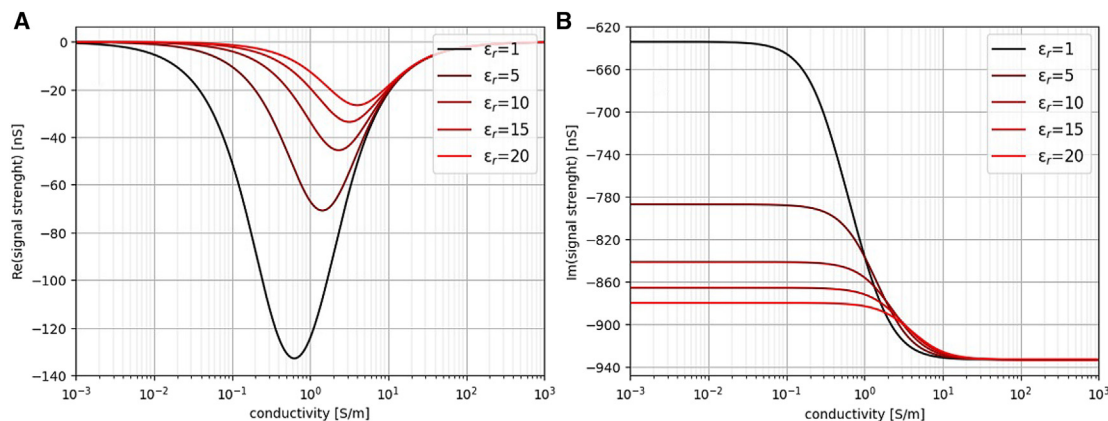 A
B
0
−20
−40
−60
−80
−100
−120
−140
Re(signal strenght) [nS]
10⁻³
10⁻²
10⁻¹
10⁰
10¹
10²
10³
conductivity [S/m]
εᵣ=1
εᵣ=5
εᵣ=10
εᵣ=15
εᵣ=20
−620
−660
−700
−740
−780
−820
−860
−900
−940
Im(signal strenght) [nS]
10⁻³
10⁻²
10⁻¹
10⁰
10¹
10²
10³
conductivity [S/m]
εᵣ=1
εᵣ=5
εᵣ=10
εᵣ=15
εᵣ=20